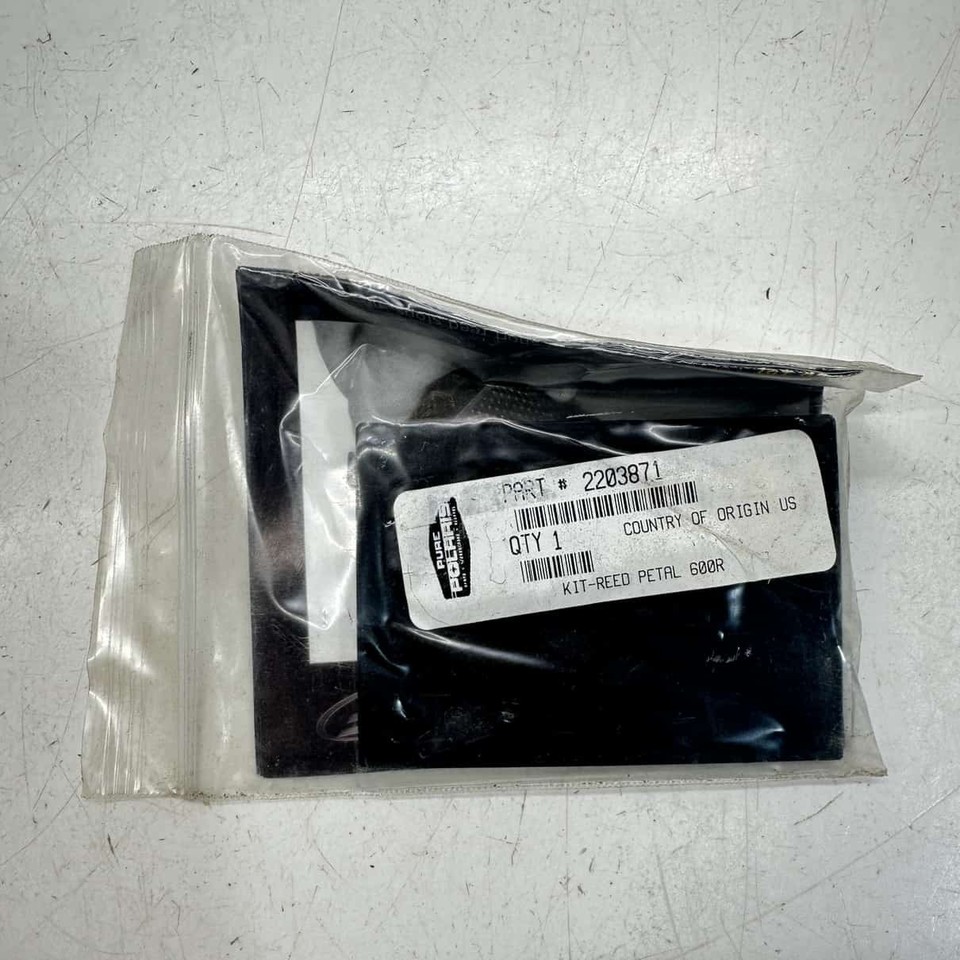 PART # 2203871
COUNTRY OF ORIGIN US
QTY 1
KIT-REED PETAL 600R
PURE
POLARIS